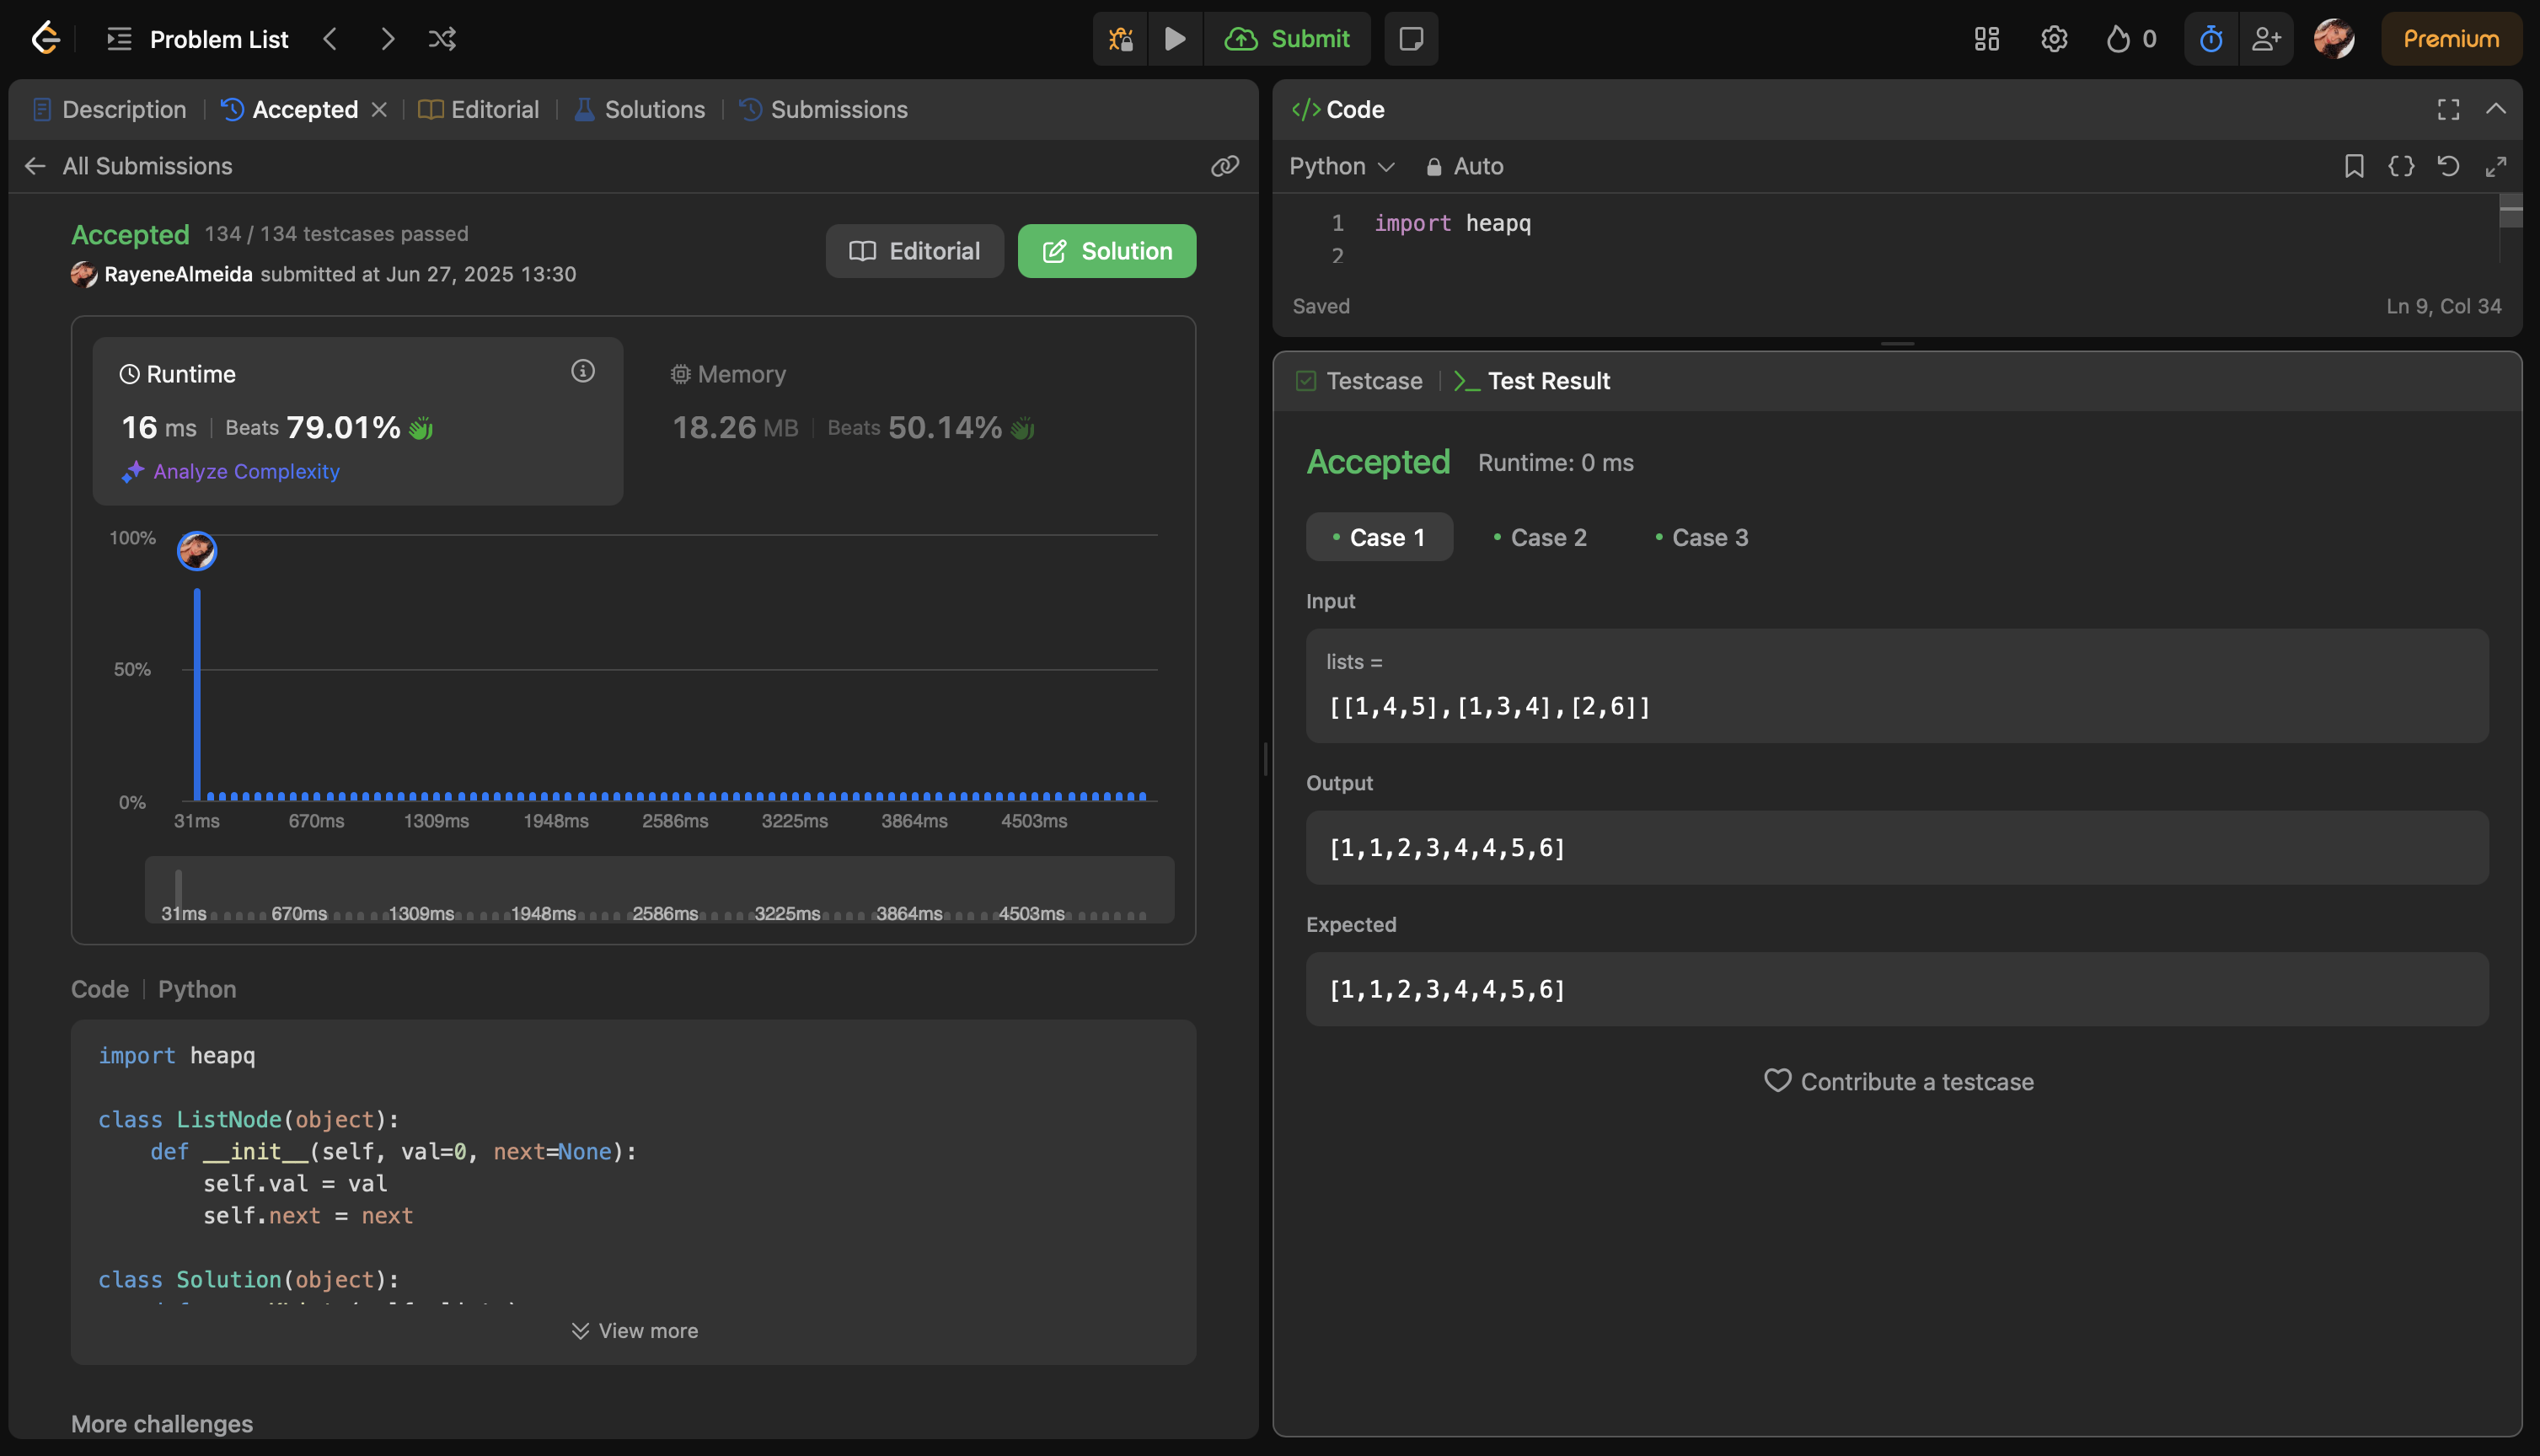 Problem List
Submit
0
Premium
Description
Accepted
Editorial
Solutions
Submissions
All Submissions
Accepted 134 / 134 testcases passed
RayeneAlmeida submitted at Jun 27, 2025 13:30
Editorial
Solution
Runtime
16 ms Beats 79.01%
Analyze Complexity
Memory
18.26 MB Beats 50.14%
100%
50%
0%
31ms 670ms 1309ms 1948ms 2586ms 3225ms 3864ms 4503ms
31ms 670ms 1309ms 1948ms 2586ms 3225ms 3864ms 4503ms
Code Python
import heapq
class ListNode(object):
def __init__(self, val=0, next=None):
self.val = val
self.next = next
class Solution(object):
View more
More challenges
</> Code
Python Auto
1 import heapq
2
Saved
Ln 9, Col 34
Testcase
>_ Test Result
Accepted Runtime: 0 ms
Case 1
Case 2
Case 3
Input
lists =
[[1,4,5],[1,3,4],[2,6]]
Output
[1,1,2,3,4,4,5,6]
Expected
[1,1,2,3,4,4,5,6]
Contribute a testcase